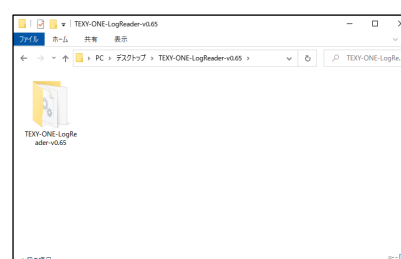 TEXY-ONE-LogReader-v0.65
ファイル ホーム 共有 表示
PC › デスクトップ › TEXY-ONE-LogReader-v0.65 ›
TEXY-ONE-LogRe.
TEXY-ONE-LogRe
ader-v0.65